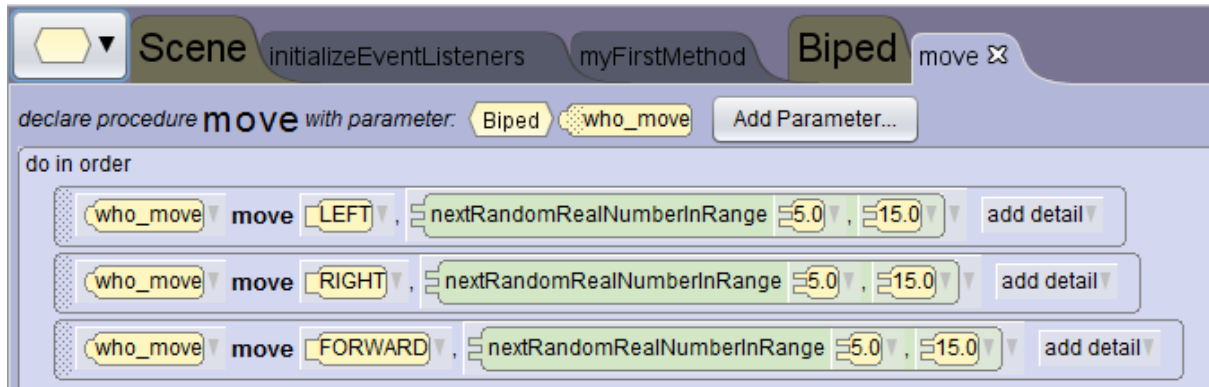 Scene initializeEventListeners myFirstMethod Biped move
declare procedure move with parameter: Biped who_move Add Parameter...
do in order
who_move move LEFT , nextRandomRealNumberInRange 5.0 , 15.0 add detail
who_move move RIGHT , nextRandomRealNumberInRange 5.0 , 15.0 add detail
who_move move FORWARD , nextRandomRealNumberInRange 5.0 , 15.0 add detail